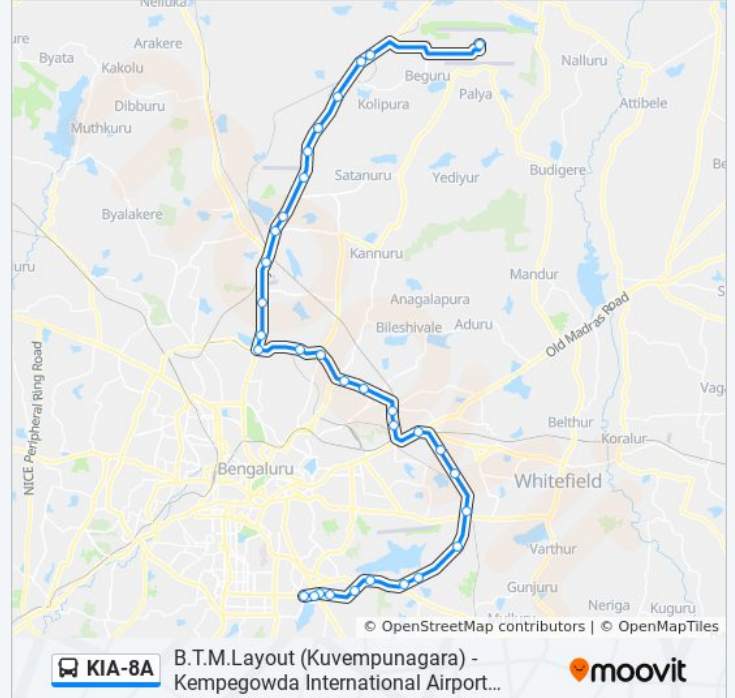 Nelluka
Arakere
ure
Byata
Kakolu
Nalluru
Beguru
Dibburu
Kolipura
Palya
Attibele
Muthkuru
Satanuru
Yediyur
Budigere
Be
Byalakere
Kannuru
uru
Mandur
S
Anagalapura
Bileshivale
Aduru
Old Madras Road
NICE Peripheral Ring Road
Vaga
Belthur
Koralur
Bengaluru
Whitefield
Varthur
Gunjuru
Neriga
Kuguru
© OpenStreetMap contributors | © OpenMapTiles
KIA-8A
B.T.M.Layout (Kuvempunagara) -
Kempegowda International Airport...
moovit